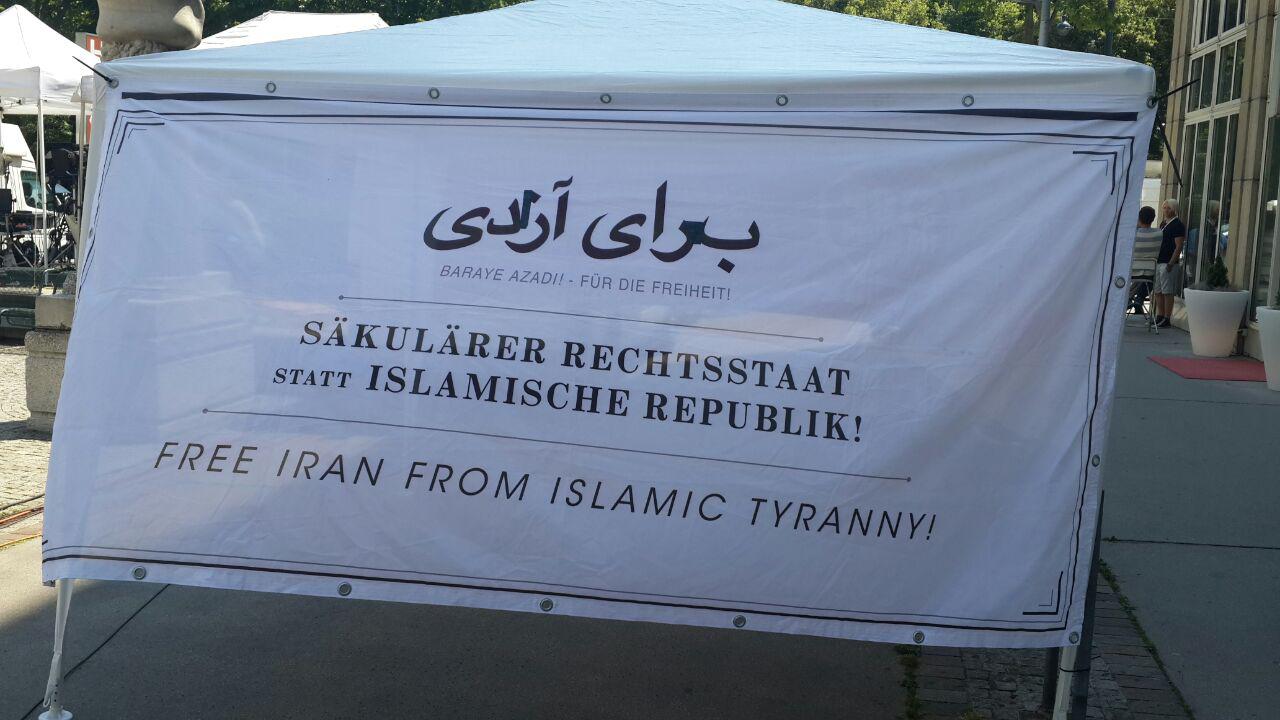 برای آزادی
BARAYE AZADI! - FÜR DIE FREIHEIT!
SÄKULÄRER RECHTSSTAAT
STATT ISLAMISCHE REPUBLIK!
FREE IRAN FROM ISLAMIC TYRANNY!